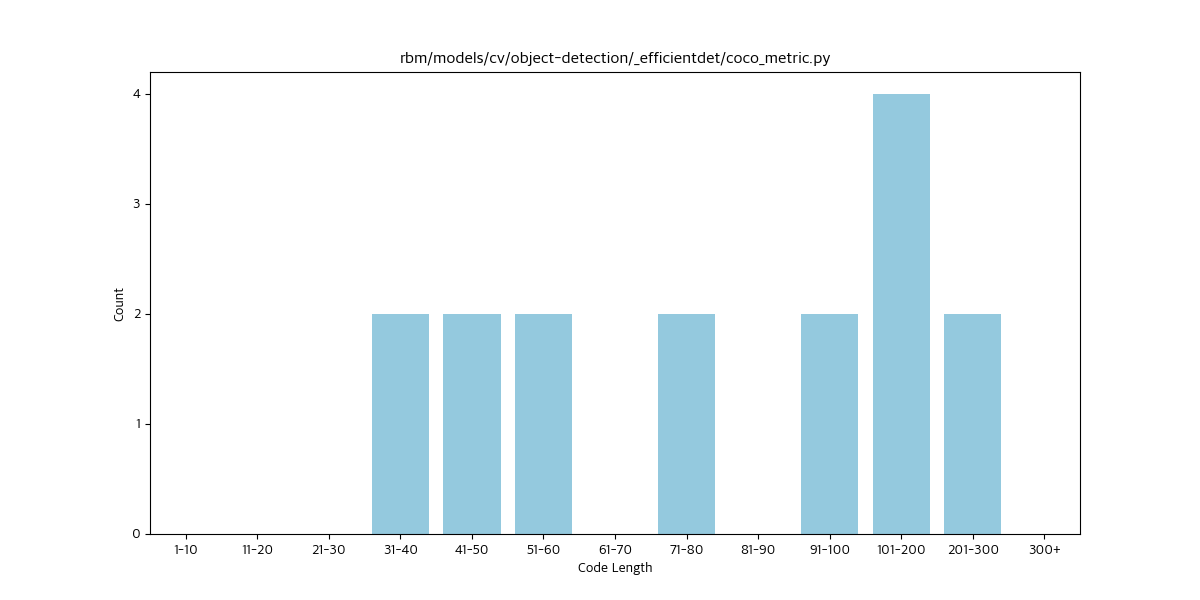 rbm/models/cv/object-detection/_efficientdet/coco_metric.py
4
3
2
1
0
Count
1-10 11-20 21-30 31-40 41-50 51-60 61-70 71-80 81-90 91-100 101-200 201-300 300+
Code Length